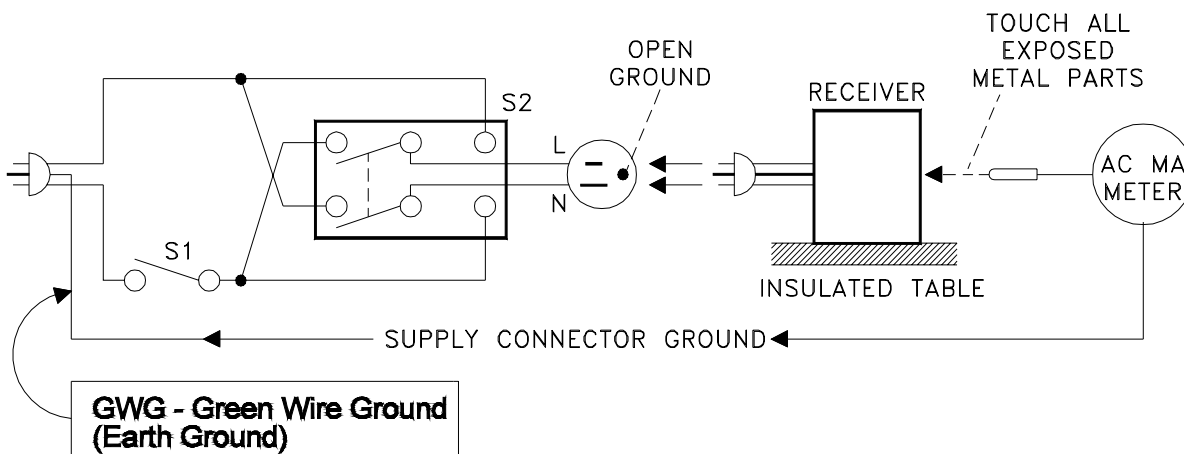 TOUCH ALL
EXPOSED
METAL PARTS
OPEN
GROUND
RECEIVER
S2
L
N
AC MA
METER
S1
INSULATED TABLE
SUPPLY CONNECTOR GROUND
GWG - Green Wire Ground
(Earth Ground)